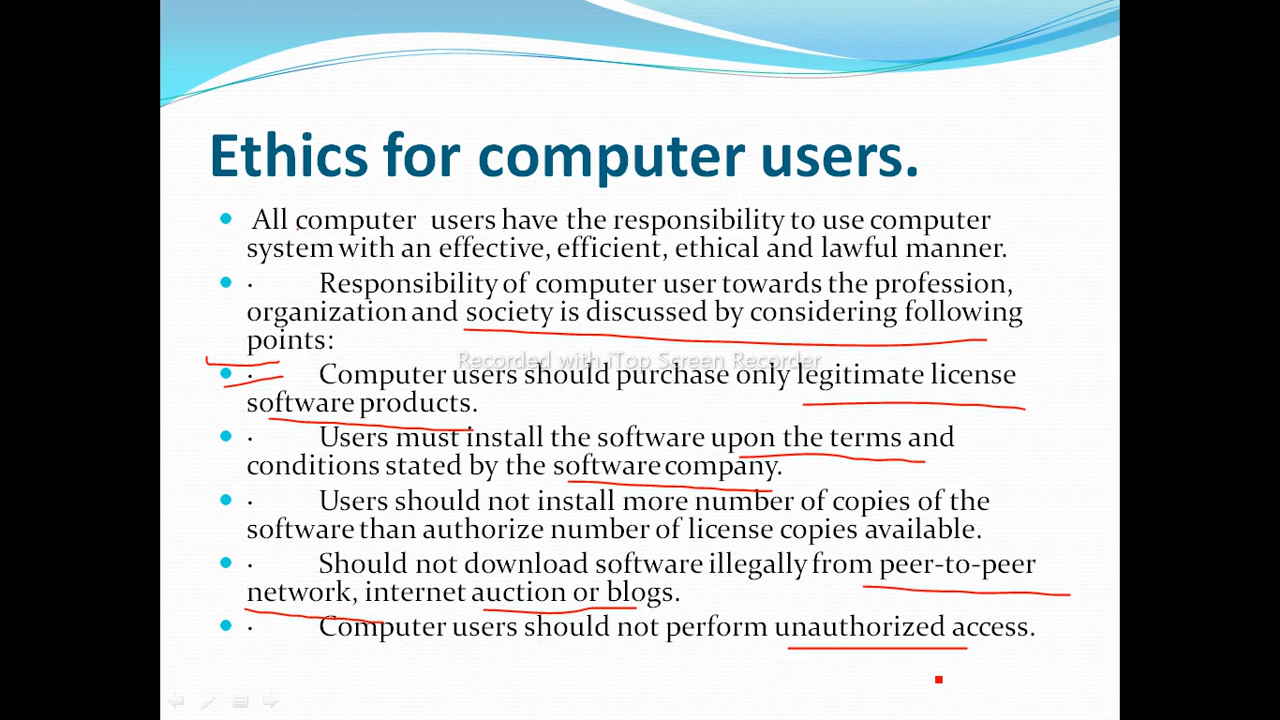 Ethics for computer users.
• All computer users have the responsibility to use computer
system with an effective, efficient, ethical and lawful manner.
• · Responsibility of computer user towards the profession,
organization and society is discussed by considering following
points:
Recorded with iTop Screen Recorder
• · Computer users should purchase only legitimate license
software products.
• · Users must install the software upon the terms and
conditions stated by the software company.
• · Users should not install more number of copies of the
software than authorize number of license copies available.
• · Should not download software illegally from peer-to-peer
network, internet auction or blogs.
• · Computer users should not perform unauthorized access.